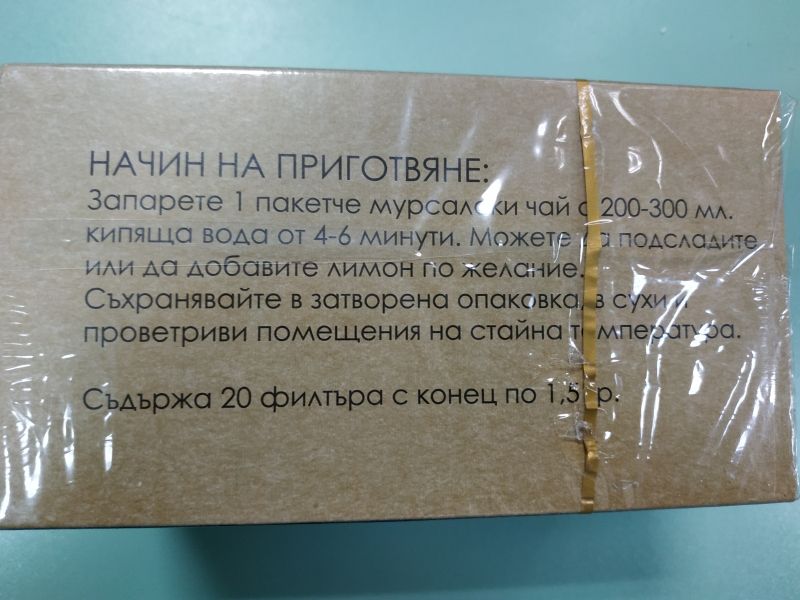 НАЧИН НА ПРИГОТВЯНЕ:
Запарете 1 пакетче мурсалски чай с 200-300 мл.
кипяща вода от 4-6 минути. Можете да подсладите
или да добавите лимон по желание.
Съхранявайте в затворена опаковка, в сухи и
проветриви помещения на стайна температура.
Съдържа 20 филтъра с конец по 1,5 гр.